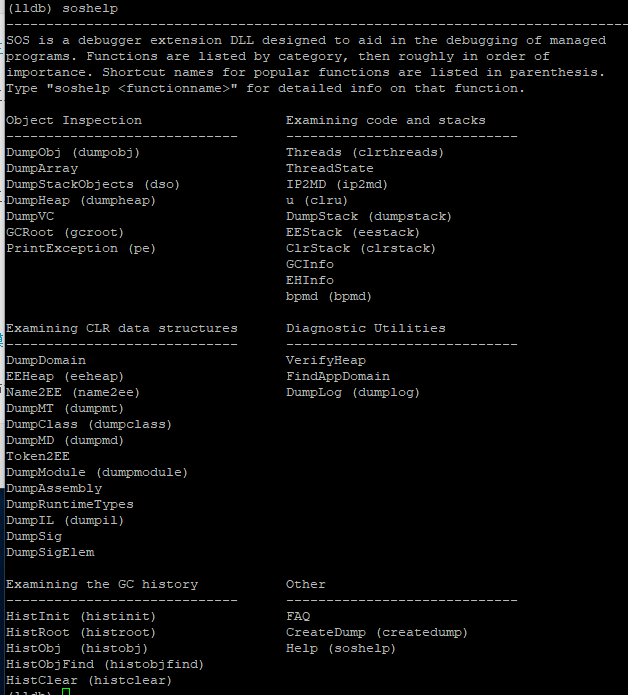 (lldb) soshelp
-------------------------------------------------------------------------------
SOS is a debugger extension DLL designed to aid in the debugging of managed
programs. Functions are listed by category, then roughly in order of
importance. Shortcut names for popular functions are listed in parenthesis.
Type "soshelp <functionname>" for detailed info on that function.

Object Inspection                  Examining code and stacks
-----------------------------      -----------------------------
DumpObj (dumpobj)                  Threads (clrthreads)
DumpArray                          ThreadState
DumpStackObjects (dso)             IP2MD (ip2md)
DumpHeap (dumpheap)                u (clru)
DumpVC                             DumpStack (dumpstack)
GCRoot (gcroot)                    EEStack (eestack)
PrintException (pe)                ClrStack (clrstack)
                                   GCInfo
                                   EHInfo
                                   bpmd (bpmd)

Examining CLR data structures      Diagnostic Utilities
-----------------------------      -----------------------------
DumpDomain                         VerifyHeap
EEHeap (eeheap)                    FindAppDomain
Name2EE (name2ee)                  DumpLog (dumplog)
DumpMT (dumpmt)
DumpClass (dumpclass)
DumpMD (dumpmd)
Token2EE
DumpModule (dumpmodule)
DumpAssembly
DumpRuntimeTypes
DumpIL (dumpil)
DumpSig
DumpSigElem

Examining the GC history           Other
-----------------------------      -----------------------------
HistInit (histinit)                FAQ
HistRoot (histroot)                CreateDump (createdump)
HistObj  (histobj)                 Help (soshelp)
HistObjFind (histobjfind)
HistClear (histclear)
(lldb)